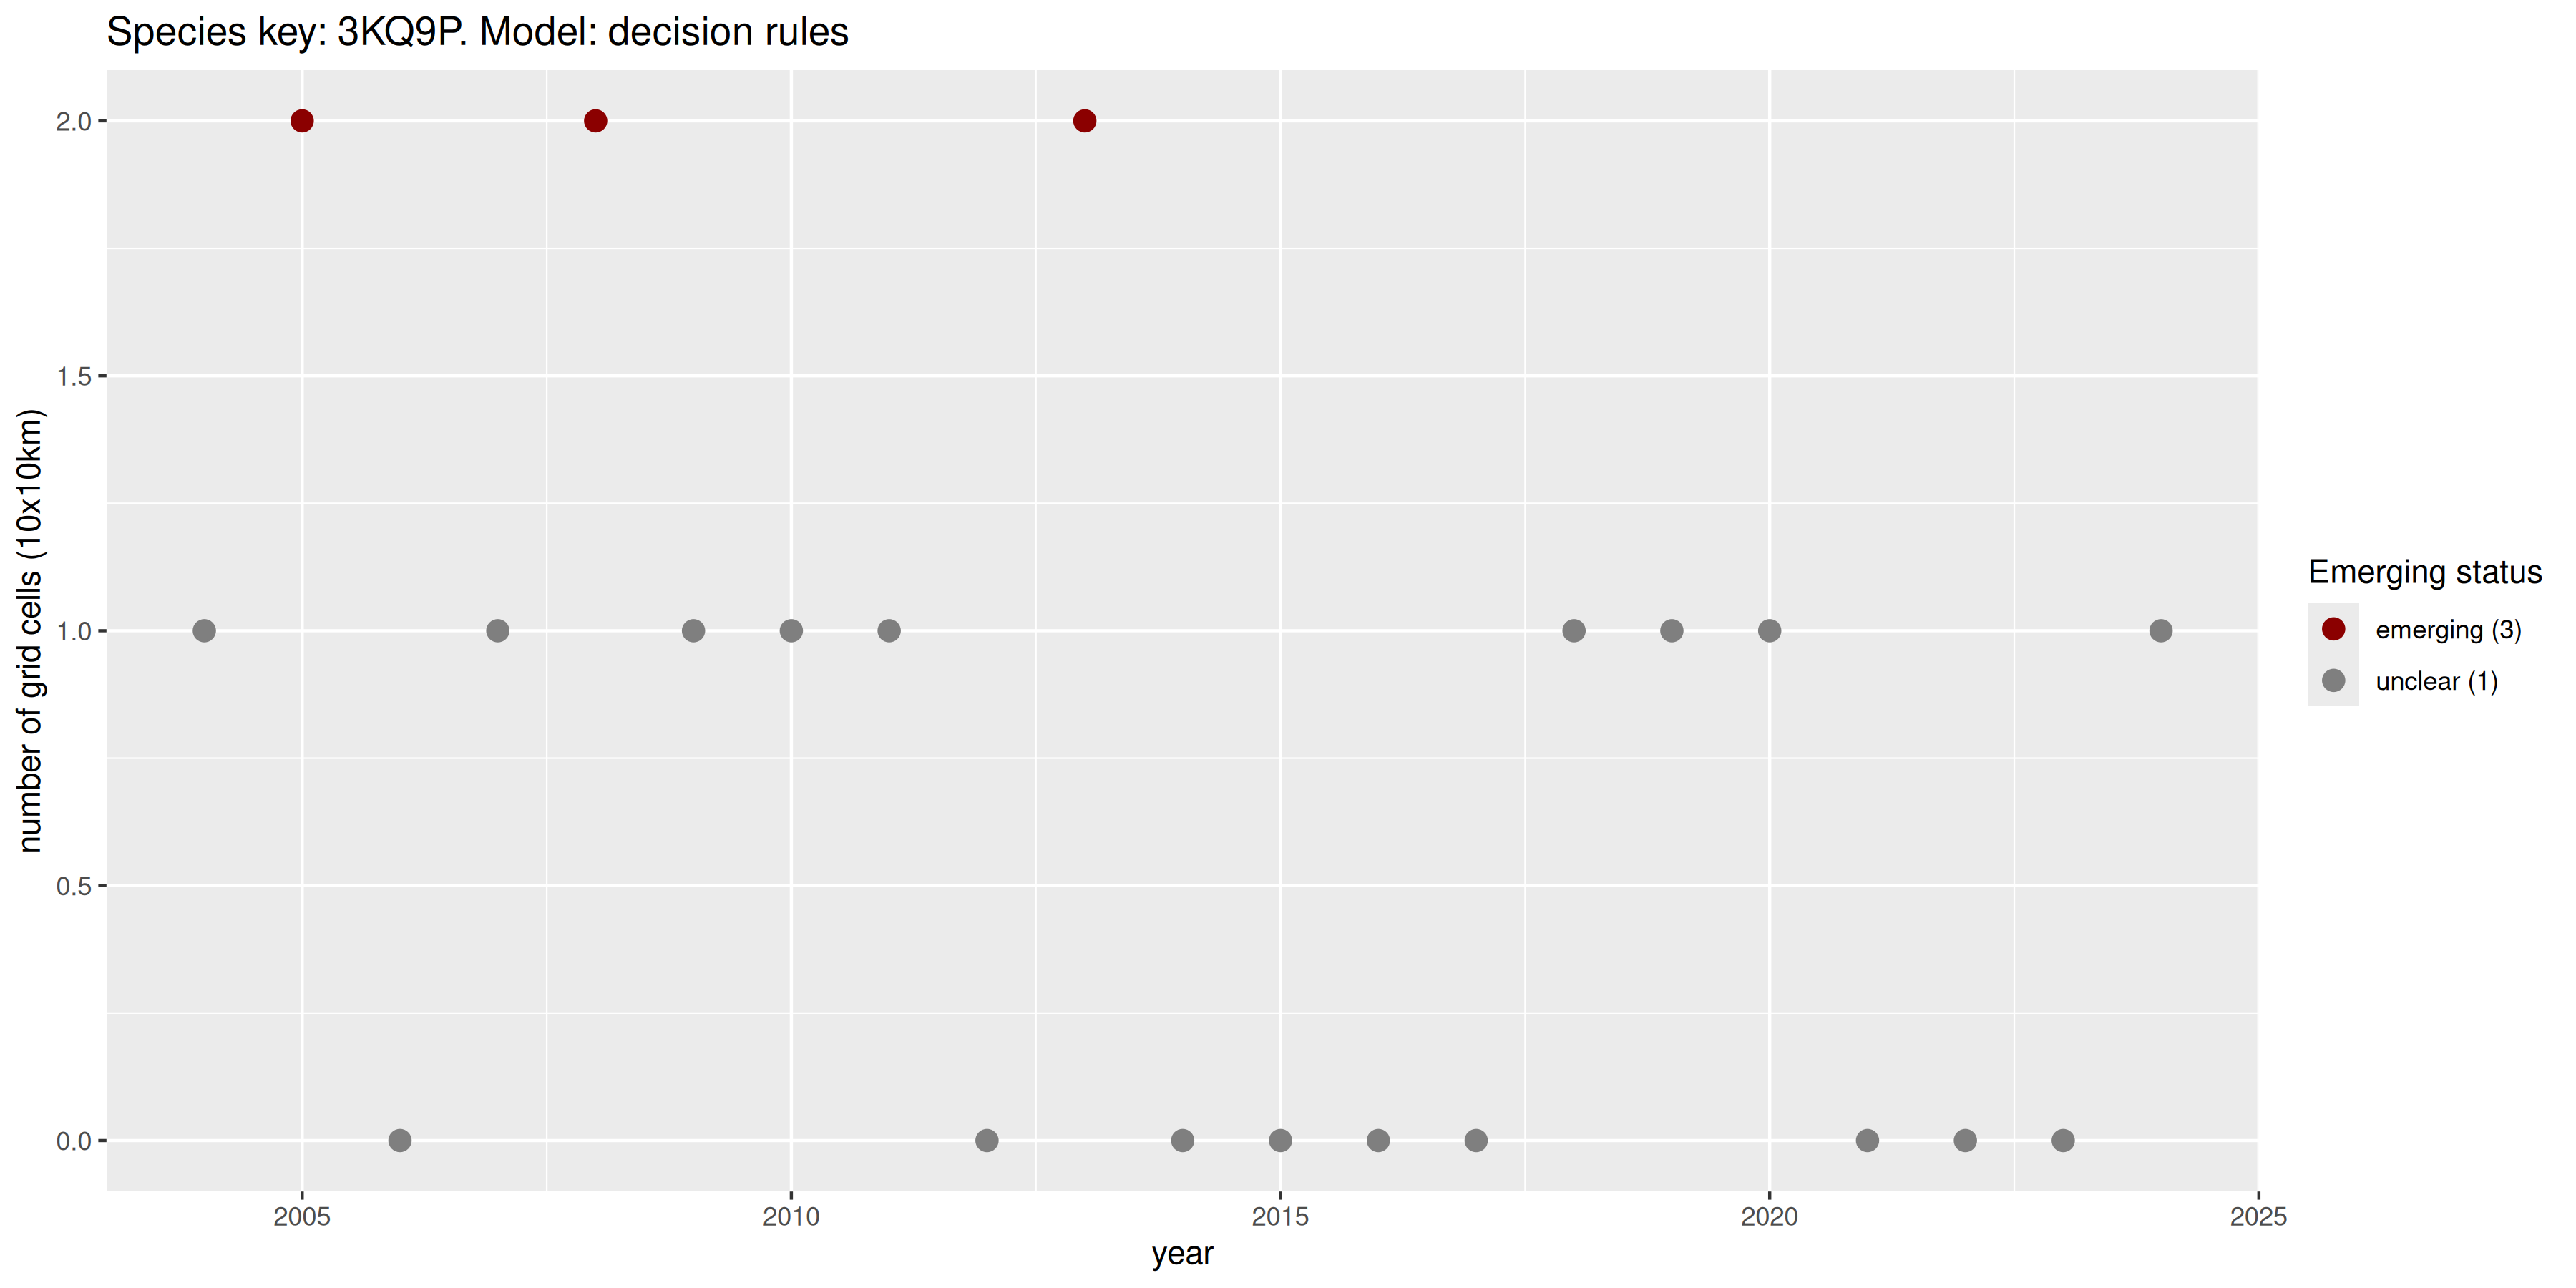 Species key: 3KQ9P. Model: decision rules
number of grid cells (10x10km)
2.0
1.5
1.0
0.5
0.0
2005
2010
2015
2020
2025
year
Emerging status
emerging (3)
unclear (1)